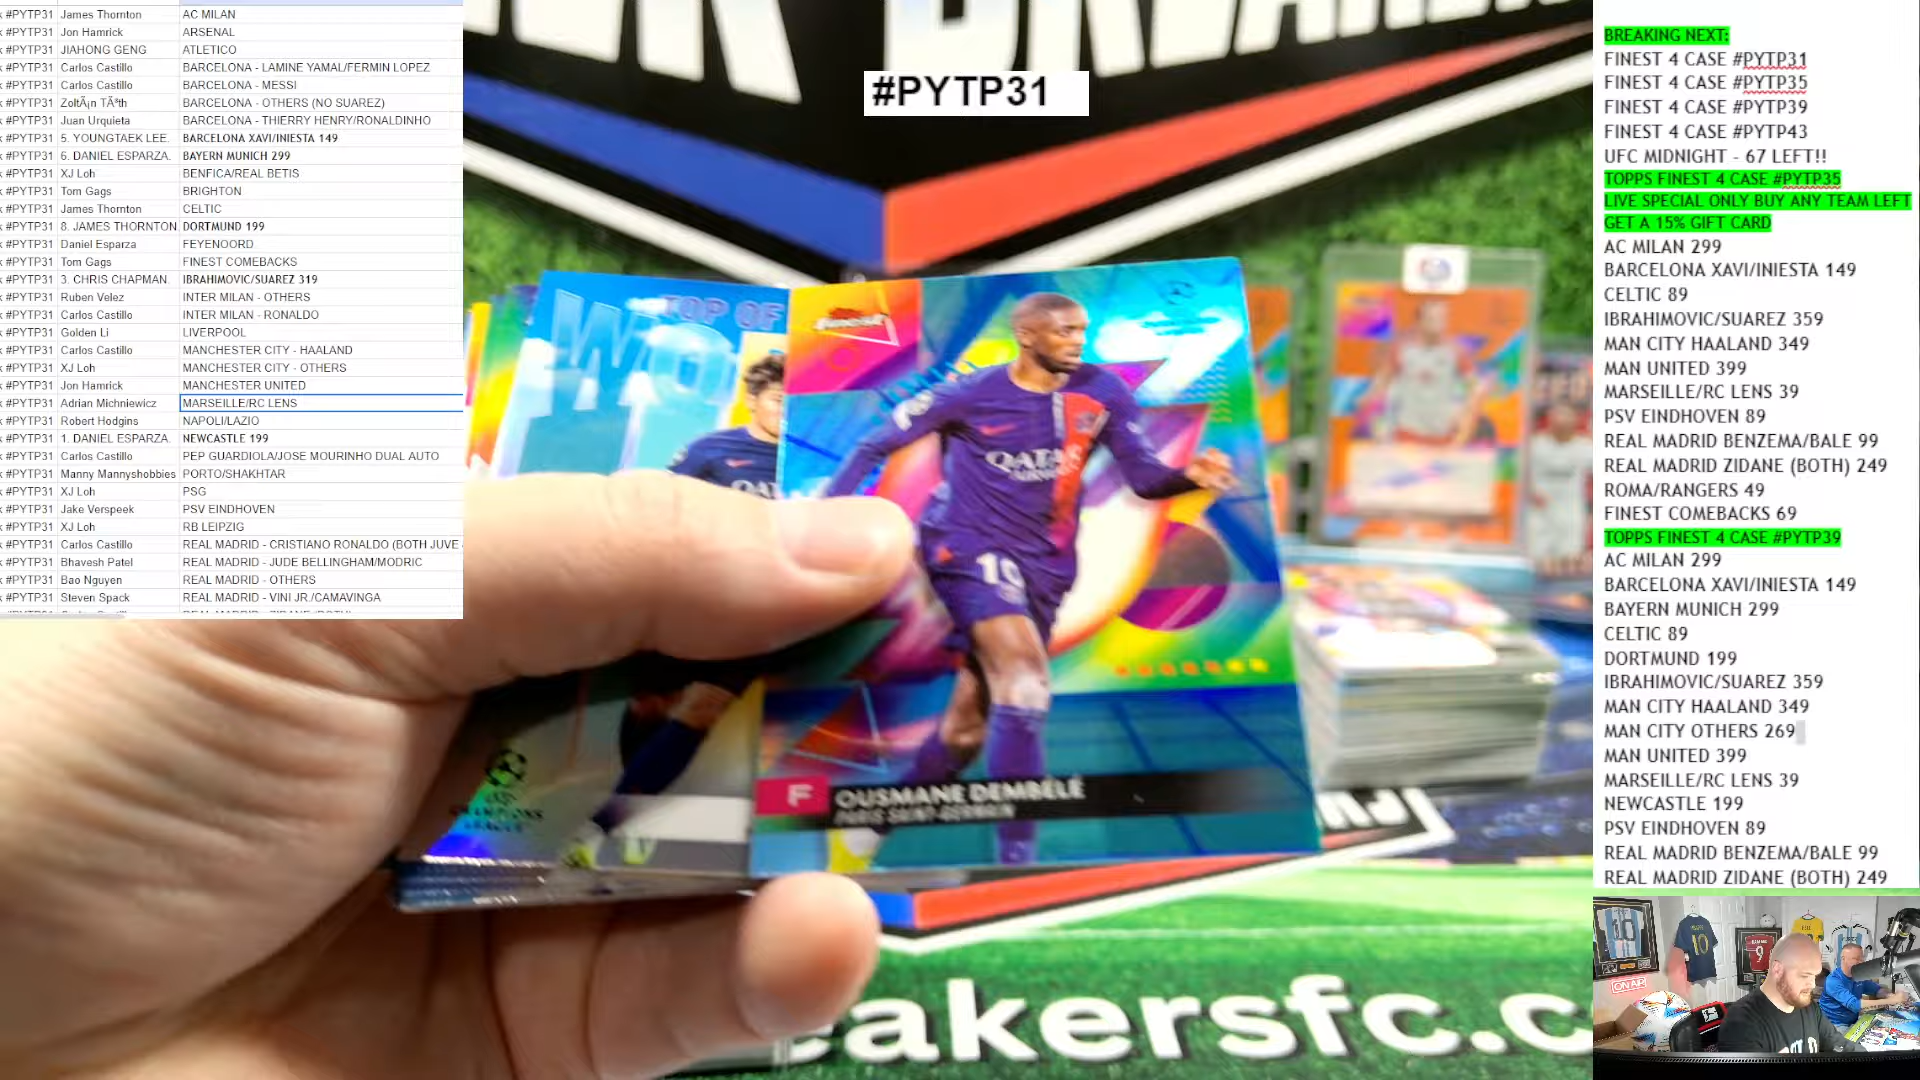 #PYTP31 James Thornton AC MILAN
#PYTP31 Jon Hamrick ARSENAL
#PYTP31 JIAHONG GENG ATLETICO
#PYTP31 Carlos Castillo BARCELONA - LAMINE YAMAL/FERMIN LOPEZ
#PYTP31 Carlos Castillo BARCELONA - MESSI
#PYTP31 ZoltÃ¡n TÃ³th BARCELONA - OTHERS (NO SUAREZ)
#PYTP31 Juan Urquieta BARCELONA - THIERRY HENRY/RONALDINHO
#PYTP31 5. YOUNGTAEK LEE. BARCELONA XAVI/INIESTA 149
#PYTP31 6. DANIEL ESPARZA. BAYERN MUNICH 299
#PYTP31 XJ Loh BENFICA/REAL BETIS
#PYTP31 Tom Gags BRIGHTON
#PYTP31 James Thornton CELTIC
#PYTP31 8. JAMES THORNTON. DORTMUND 199
#PYTP31 Daniel Esparza FEYENOORD
#PYTP31 Tom Gags FINEST COMEBACKS
#PYTP31 3. CHRIS CHAPMAN. IBRAHIMOVIC/SUAREZ 319
#PYTP31 Ruben Velez INTER MILAN - OTHERS
#PYTP31 Carlos Castillo INTER MILAN - RONALDO
#PYTP31 Golden Li LIVERPOOL
#PYTP31 Carlos Castillo MANCHESTER CITY - HAALAND
#PYTP31 XJ Loh MANCHESTER CITY - OTHERS
#PYTP31 Jon Hamrick MANCHESTER UNITED
#PYTP31 Adrian Michniewicz MARSEILLE/RC LENS
#PYTP31 Robert Hodgins NAPOLI/LAZIO
#PYTP31 1. DANIEL ESPARZA. NEWCASTLE 199
#PYTP31 Carlos Castillo PEP GUARDIOLA/JOSE MOURINHO DUAL AUTO
#PYTP31 Manny Mannyshobbies PORTO/SHAKHTAR
#PYTP31 XJ Loh PSG
#PYTP31 Jake Verspeek PSV EINDHOVEN
#PYTP31 XJ Loh RB LEIPZIG
#PYTP31 Carlos Castillo REAL MADRID - CRISTIANO RONALDO (BOTH JUVE
#PYTP31 Bhavesh Patel REAL MADRID - JUDE BELLINGHAM/MODRIC
#PYTP31 Bao Nguyen REAL MADRID - OTHERS
#PYTP31 Steven Spack REAL MADRID - VINI JR./CAMAVINGA
#PYTP31
TOP OF
WO
Finest
QATAR
AIRWAYS
10
F OUSMANE DEMBÉLÉ
PARIS SAINT-GERMAIN
CHAMPIONS
LEAGUE
eakersfc.c
BREAKING NEXT:
FINEST 4 CASE #PYTP31
FINEST 4 CASE #PYTP35
FINEST 4 CASE #PYTP39
FINEST 4 CASE #PYTP43
UFC MIDNIGHT - 67 LEFT!!
TOPPS FINEST 4 CASE #PYTP35
LIVE SPECIAL ONLY BUY ANY TEAM LEFT
GET A 15% GIFT CARD
AC MILAN 299
BARCELONA XAVI/INIESTA 149
CELTIC 89
IBRAHIMOVIC/SUAREZ 359
MAN CITY HAALAND 349
MAN UNITED 399
MARSEILLE/RC LENS 39
PSV EINDHOVEN 89
REAL MADRID BENZEMA/BALE 99
REAL MADRID ZIDANE (BOTH) 249
ROMA/RANGERS 49
FINEST COMEBACKS 69
TOPPS FINEST 4 CASE #PYTP39
AC MILAN 299
BARCELONA XAVI/INIESTA 149
BAYERN MUNICH 299
CELTIC 89
DORTMUND 199
IBRAHIMOVIC/SUAREZ 359
MAN CITY HAALAND 349
MAN CITY OTHERS 269
MAN UNITED 399
MARSEILLE/RC LENS 39
NEWCASTLE 199
PSV EINDHOVEN 89
REAL MADRID BENZEMA/BALE 99
REAL MADRID ZIDANE (BOTH) 249
ON AIR
10
9